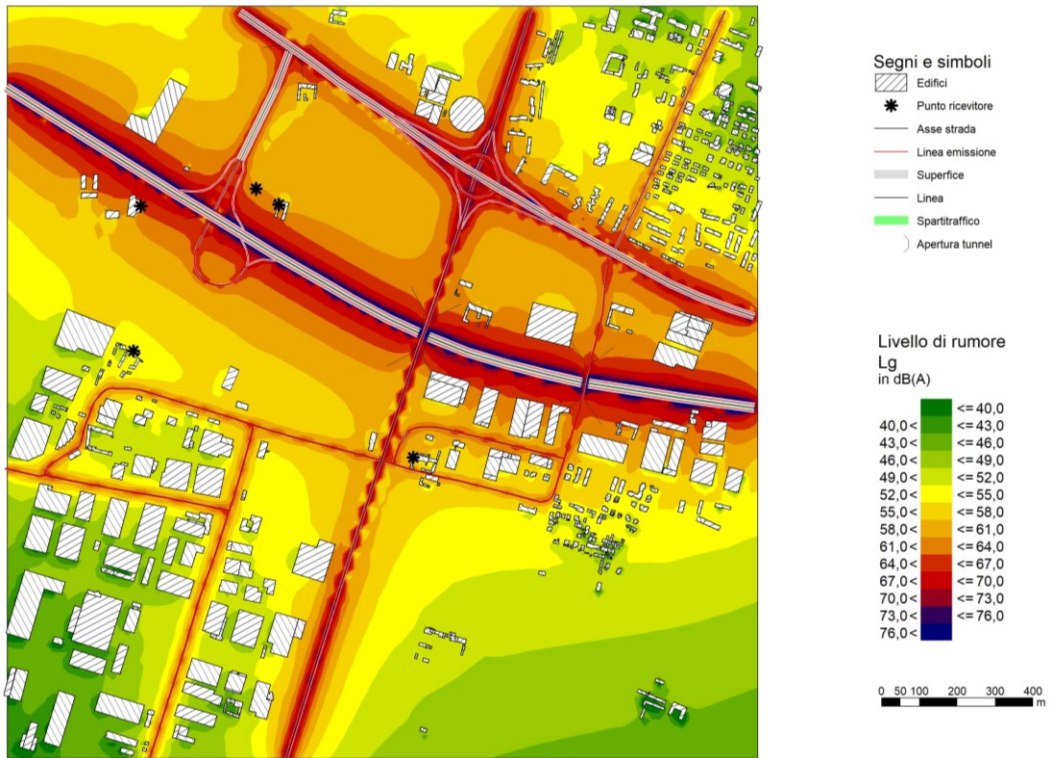 Segni e simboli
Edifici
Punto ricevitore
Asse strada
Linea emissione
Superfice
Linea
Spartitraffico
Apertura tunnel
Livello di rumore
Lg
in dB(A)
<= 40,0
40,0 < <= 43,0
43,0 < <= 46,0
46,0 < <= 49,0
49,0 < <= 52,0
52,0 < <= 55,0
55,0 < <= 58,0
58,0 < <= 61,0
61,0 < <= 64,0
64,0 < <= 67,0
67,0 < <= 70,0
70,0 < <= 73,0
73,0 < <= 76,0
76,0 <
0 50 100 200 300 400
m